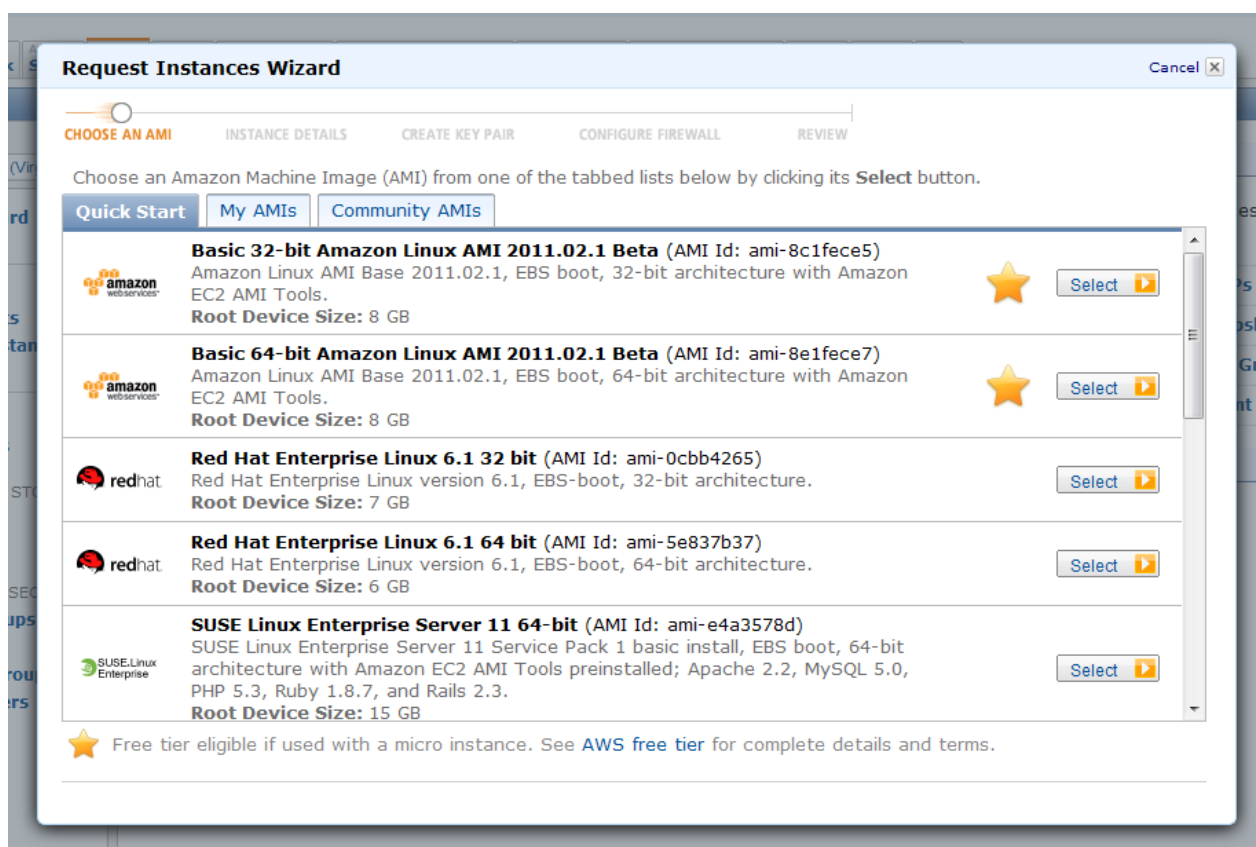 Request Instances Wizard
Cancel
CHOOSE AN AMI INSTANCE DETAILS CREATE KEY PAIR CONFIGURE FIREWALL REVIEW
Choose an Amazon Machine Image (AMI) from one of the tabbed lists below by clicking its Select button.
Quick Start My AMIs Community AMIs
Basic 32-bit Amazon Linux AMI 2011.02.1 Beta (AMI Id: ami-8c1fece5)
amazon
webservices™
Amazon Linux AMI Base 2011.02.1, EBS boot, 32-bit architecture with Amazon
EC2 AMI Tools.
Root Device Size: 8 GB
Select
Basic 64-bit Amazon Linux AMI 2011.02.1 Beta (AMI Id: ami-8e1fece7)
amazon
webservices™
Amazon Linux AMI Base 2011.02.1, EBS boot, 64-bit architecture with Amazon
EC2 AMI Tools.
Root Device Size: 8 GB
Select
Red Hat Enterprise Linux 6.1 32 bit (AMI Id: ami-0cbb4265)
redhat.
Red Hat Enterprise Linux version 6.1, EBS-boot, 32-bit architecture.
Root Device Size: 7 GB
Select
Red Hat Enterprise Linux 6.1 64 bit (AMI Id: ami-5e837b37)
redhat.
Red Hat Enterprise Linux version 6.1, EBS-boot, 64-bit architecture.
Root Device Size: 6 GB
Select
SUSE Linux Enterprise Server 11 64-bit (AMI Id: ami-e4a3578d)
SUSE.Linux
Enterprise
SUSE Linux Enterprise Server 11 Service Pack 1 basic install, EBS boot, 64-bit
architecture with Amazon EC2 AMI Tools preinstalled; Apache 2.2, MySQL 5.0,
PHP 5.3, Ruby 1.8.7, and Rails 2.3.
Root Device Size: 15 GB
Select
Free tier eligible if used with a micro instance. See AWS free tier for complete details and terms.